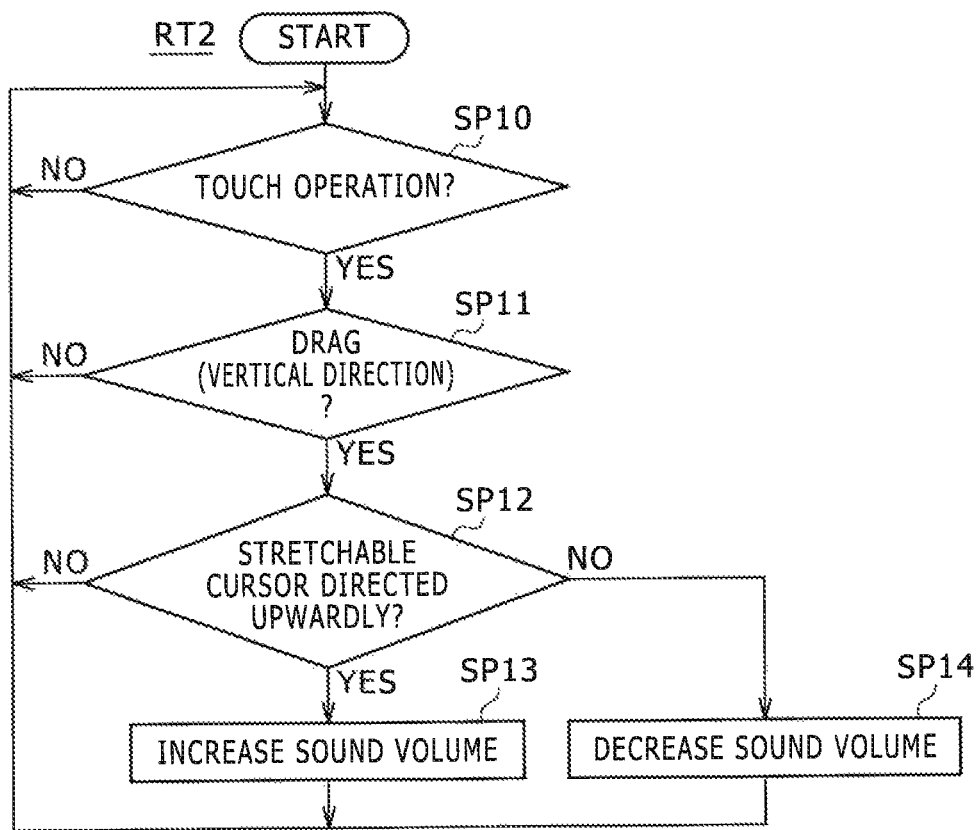 RT2
START
SP10
NO
TOUCH OPERATION?
YES
SP11
NO
DRAG
(VERTICAL DIRECTION)
?
YES
SP12
NO
STRETCHABLE
CURSOR DIRECTED
UPWARDLY?
NO
YES
SP13
SP14
INCREASE SOUND VOLUME
DECREASE SOUND VOLUME